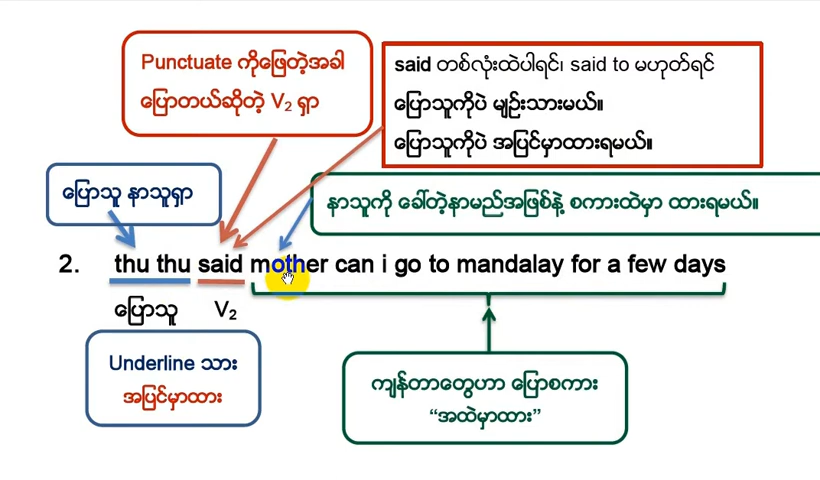 Punctuate ကိုဖြေတဲ့အခါ
ပြောတယ်ဆိုတဲ့ V₂ ရှာ
said တစ်လုံးထဲပါရင်၊ said to မဟုတ်ရင်
ပြောသူကိုပဲ မျဉ်းသားမယ်။
ပြောသူကိုပဲ အပြင်မှာထားရမယ်။
ပြောသူ နာသူရှာ
နာသူကို ခေါ်တဲ့နာမည်အဖြစ်နဲ့ စကားထဲမှာ ထားရမယ်။
2. thu thu said mother can i go to mandalay for a few days
ပြောသူ V₂
Underline သား
အပြင်မှာထား
ကျန်တာတွေဟာ ပြောစကား
“အထဲမှာထား”